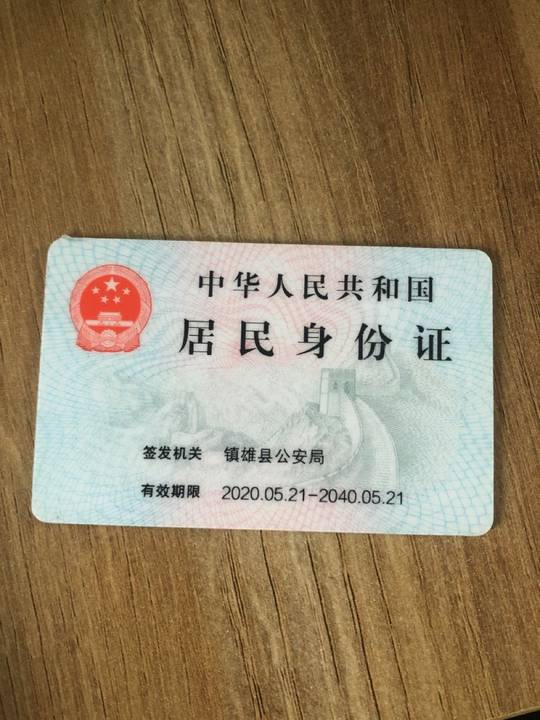 中华人民共和国
居民身份证
签发机关 镇雄县公安局
有效期限 2020.05.21-2040.05.21